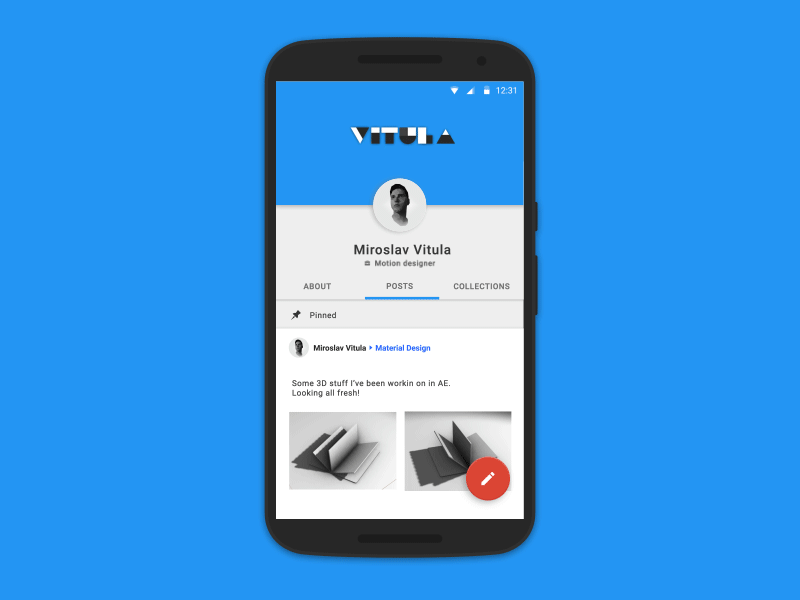 12:31
VITULA
Miroslav Vitula
Motion designer
ABOUT POSTS COLLECTIONS
Pinned
Miroslav Vitula Material Design
Some 3D stuff I've been workin on in AE.
Looking all fresh!